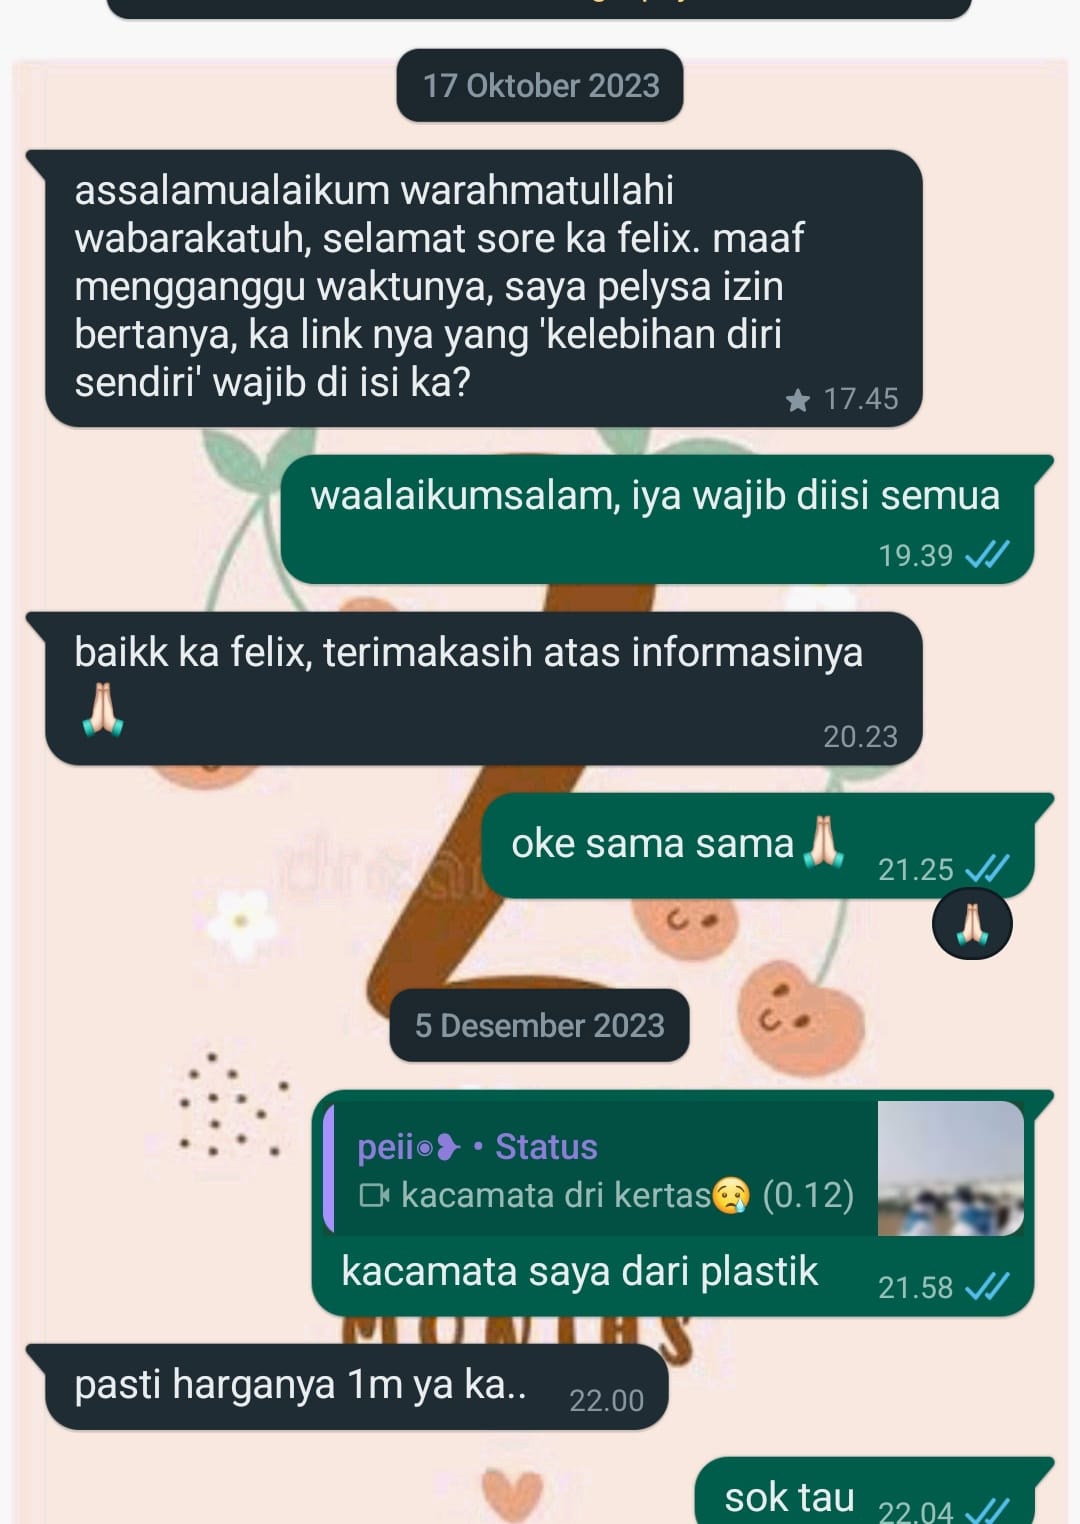 17 Oktober 2023
assalamualaikum warahmatullahi
wabarakatuh, selamat sore ka felix. maaf
mengganggu waktunya, saya pelysa izin
bertanya, ka link nya yang 'kelebihan diri
sendiri' wajib di isi ka?
17.45
waalaikumsalam, iya wajib diisi semua
19.39
baikk ka felix, terimakasih atas informasinya
🙏🏻
20.23
oke sama sama🙏🏻 21.25
🙏🏻
5 Desember 2023
peii๏❥ • Status
kacamata dri kertas😢 (0.12)
kacamata saya dari plastik 21.58
MONTHS
pasti harganya 1m ya ka.. 22.00
sok tau 22.04